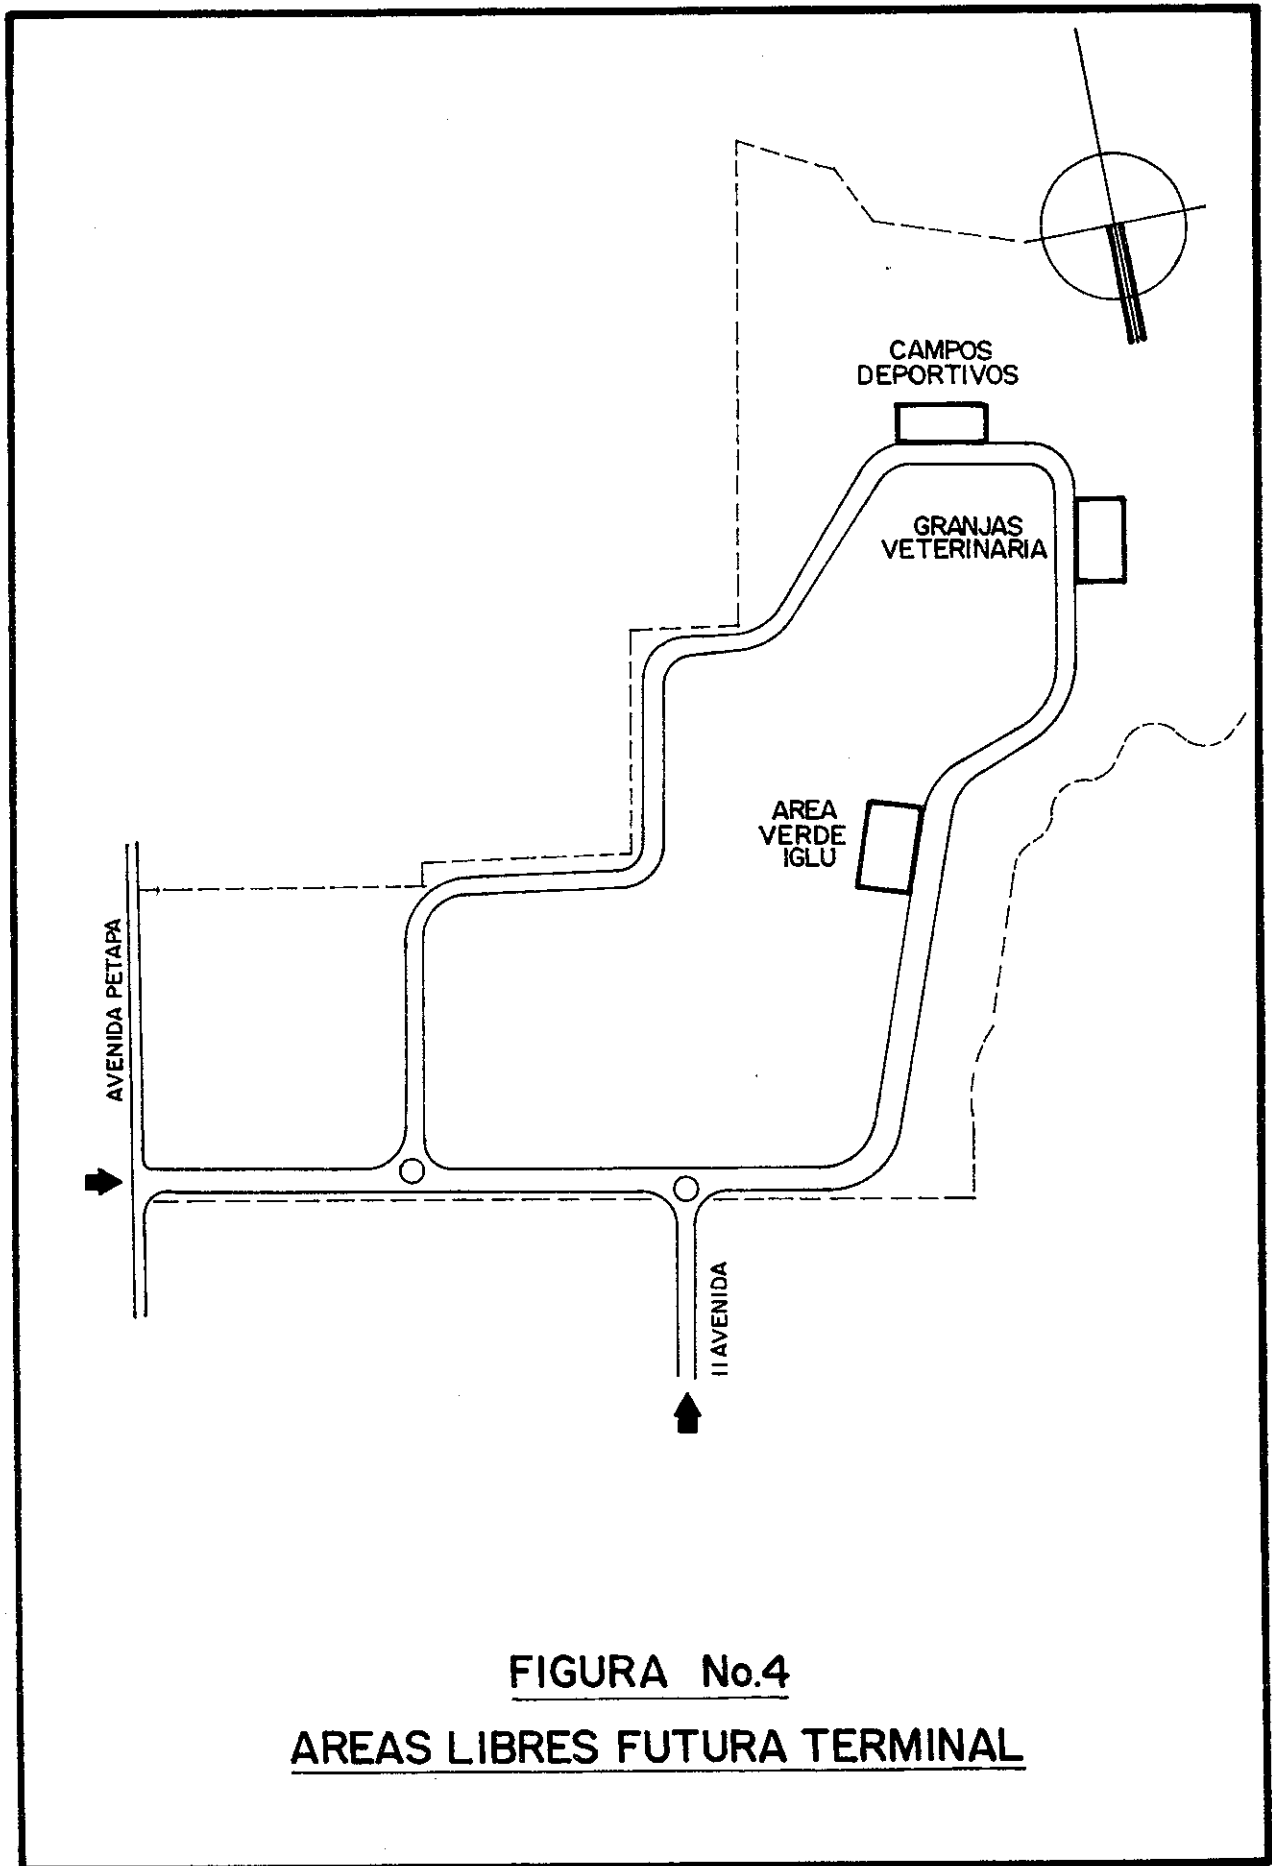 CAMPOS
DEPORTIVOS
GRANJAS
VETERINARIA
AREA
VERDE
IGLU
AVENIDA PETAPA
11 AVENIDA
FIGURA No.4
AREAS LIBRES FUTURA TERMINAL